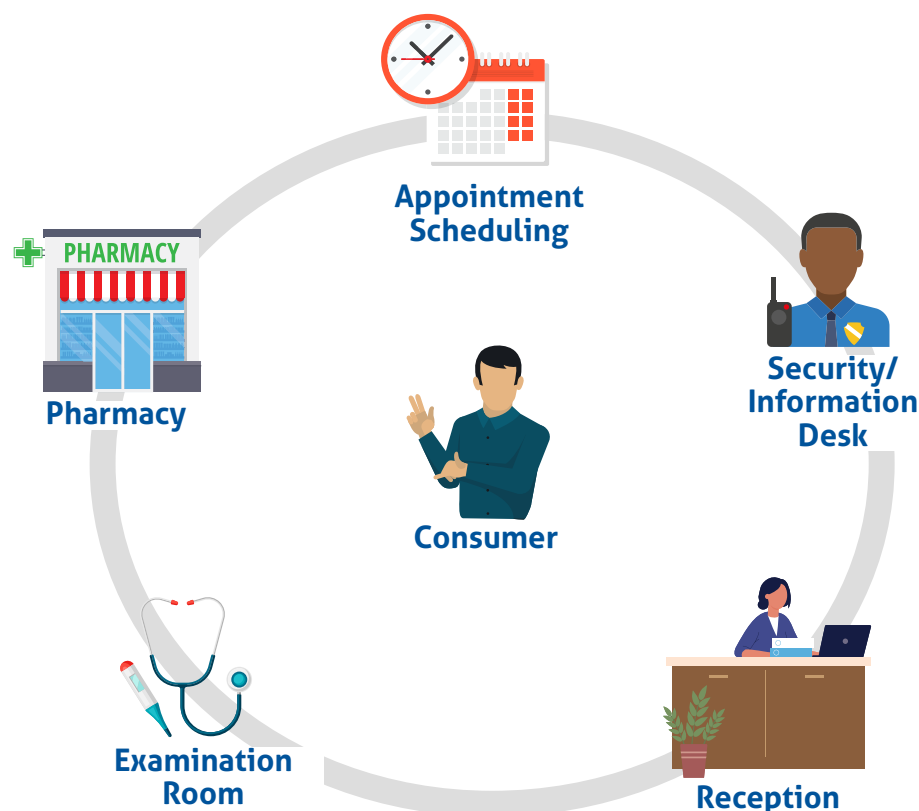 Appointment
Scheduling
PHARMACY
Pharmacy
Security/
Information
Desk
Consumer
Examination
Room
Reception